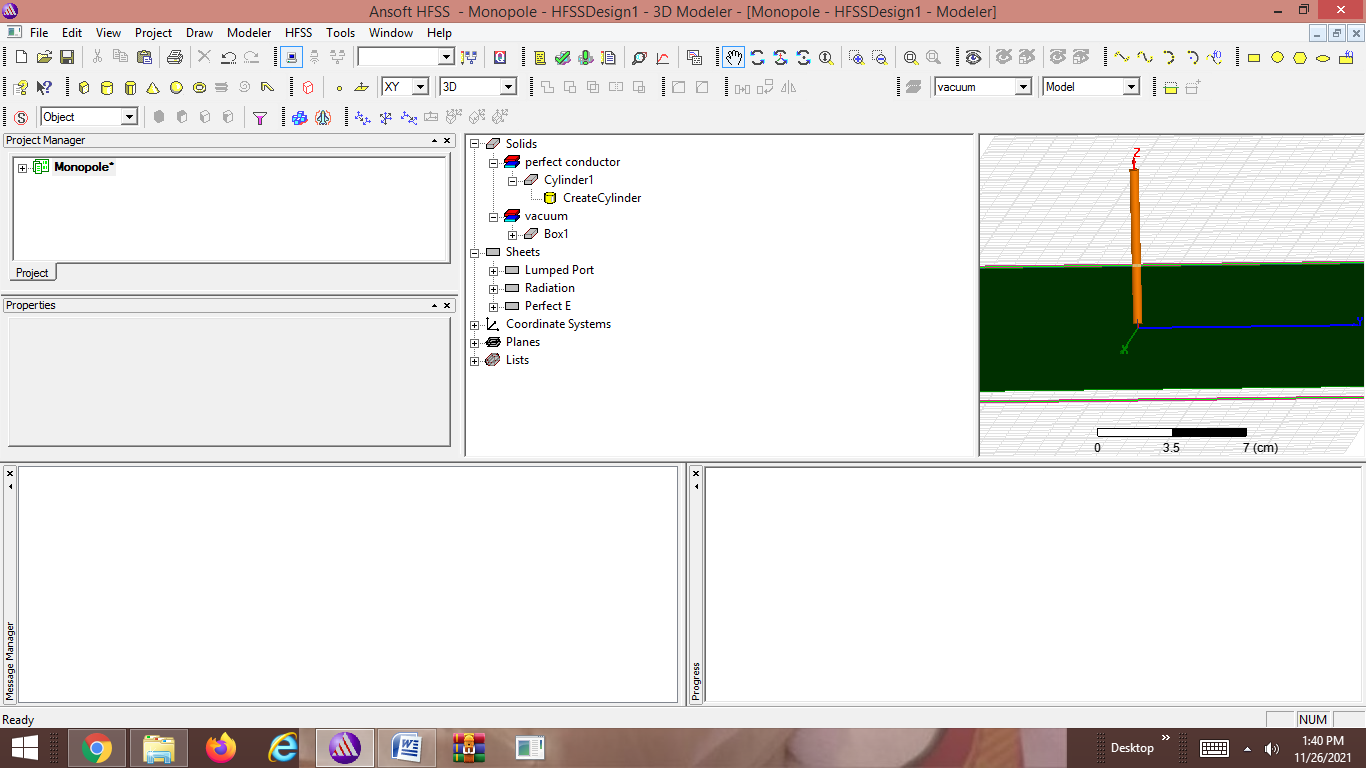 Ansoft HFSS - Monopole - HFSSDesign1 - 3D Modeler - [Monopole - HFSSDesign1 - Modeler]
File Edit View Project Draw Modeler HFSS Tools Window Help
XY 3D vacuum Model
Object
Project Manager
Monopole*
Project
Properties
Solids
perfect conductor
Cylinder1
CreateCylinder
vacuum
Box1
Sheets
Lumped Port
Radiation
Perfect E
Coordinate Systems
Planes
Lists
Z
X
0 3.5 7 (cm)
Message Manager
Progress
Ready
NUM
Desktop
1:40 PM
11/26/2021